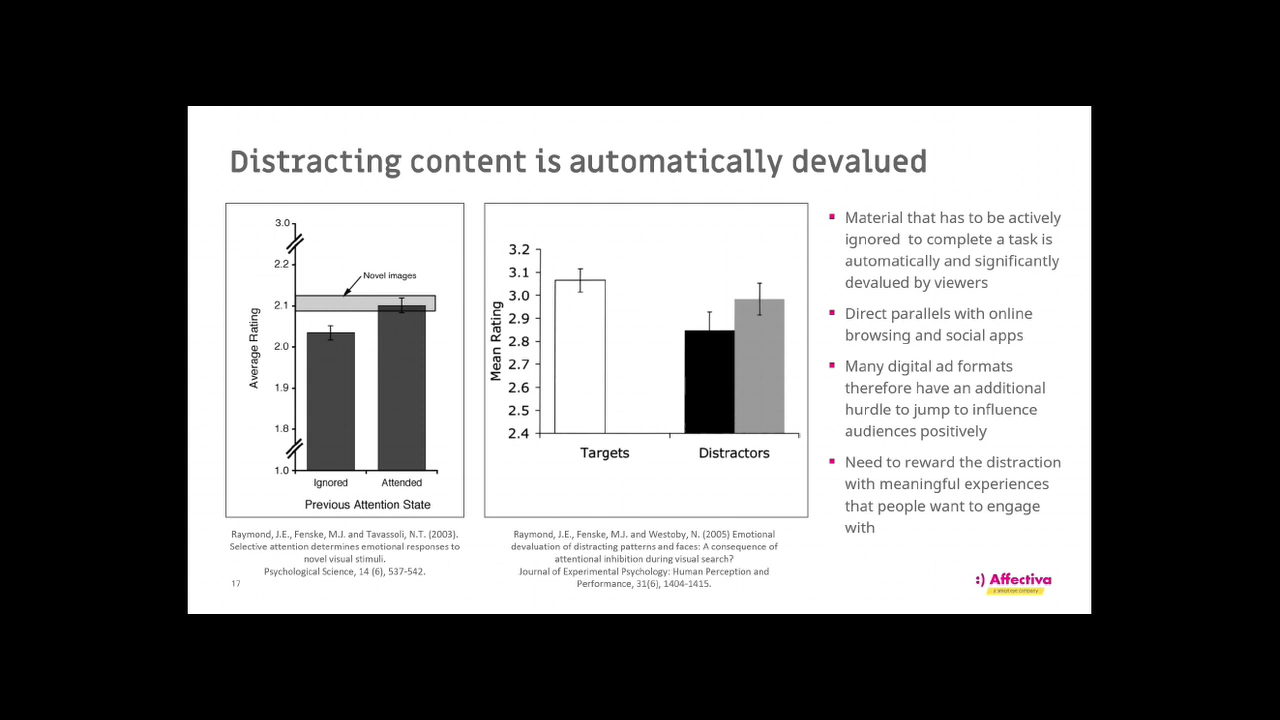 Distracting content is automatically devalued
3.0
2.2
2.1
2.0
1.9
1.8
1.0
Average Rating
Novel images
Ignored
Attended
Previous Attention State
3.2
3.1
3.0
2.9
2.8
2.7
2.6
2.5
2.4
Mean Rating
Targets
Distractors
Material that has to be actively
ignored to complete a task is
automatically and significantly
devalued by viewers
Direct parallels with online
browsing and social apps
Many digital ad formats
therefore have an additional
hurdle to jump to influence
audiences positively
Need to reward the distraction
with meaningful experiences
that people want to engage
with
Raymond, J.E., Fenske, M.J. and Tavassoli, N.T. (2003).
Selective attention determines emotional responses to
novel visual stimuli.
Psychological Science, 14 (6), 537-542.
Raymond, J.E., Fenske, M.J. and Westoby, N. (2005) Emotional
devaluation of distracting patterns and faces: A consequence of
attentional inhibition during visual search?
Journal of Experimental Psychology: Human Perception and
Performance, 31(6), 1404-1415.
17
:) Affectiva
a smart eye company